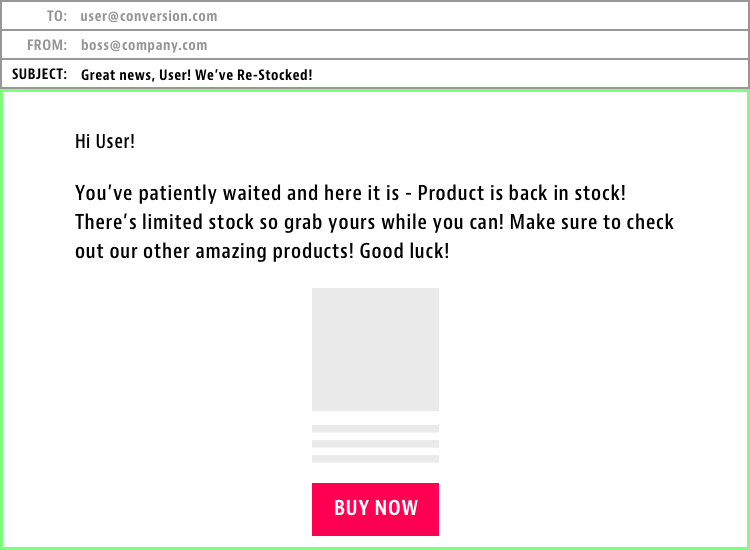 TO: user@conversion.com
FROM: boss@company.com
SUBJECT: Great news, User! We’ve Re-Stocked!
Hi User!
You’ve patiently waited and here it is - Product is back in stock!
There’s limited stock so grab yours while you can! Make sure to check
out our other amazing products! Good luck!
BUY NOW